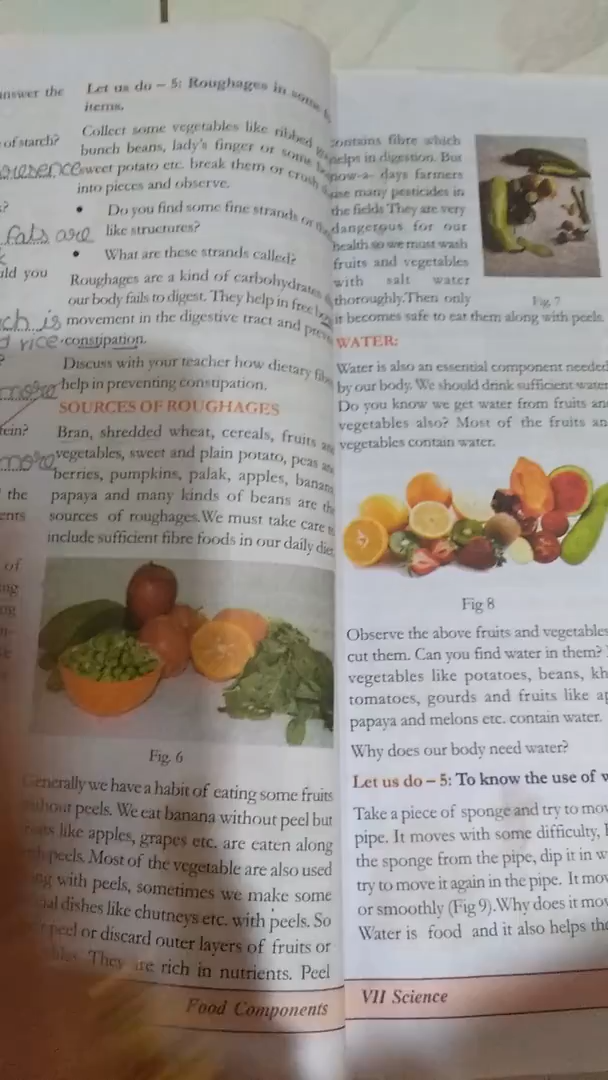 answer the
of starch?
presence
?
fats are
uld you
ch is
d rice
more
tein?
more
the
ents
of
Let us do – 5: Roughages in some
items.
Collect some vegetables like ribbed
bunch beans, lady's finger or some
sweet potato etc. break them or crush
into pieces and observe.
• Do you find some fine strands or
like structures?
• What are these strands called?
Roughages are a kind of carbohydrates
our body fails to digest. They help in free
movement in the digestive tract and
constipation.
Discuss with your teacher how dietary
help in preventing constipation.
SOURCES OF ROUGHAGES
Bran, shredded wheat, cereals, fruits
vegetables, sweet and plain potato, peas
berries, pumpkins, palak, apples,
papaya and many kinds of beans are
sources of roughages.We must take care
include sufficient fibre foods in our daily
Fig. 6
Generally we have a habit of eating some fruits
without peels. We eat banana without peel but
like apples, grapes etc. are eaten along
peels. Most of the vegetable are also used
with peels, sometimes we make some
dishes like chutneys etc. with peels. So
peel or discard outer layers of fruits or
They are rich in nutrients. Peel
Food Components
contains fibre which
helps in digestion. But
now-a- days farmers
use many pesticides in
the fields They are very
dangerous for our
health so we must wash
fruits and vegetables
with salt water
thoroughly.Then only
Fig. 7
it becomes safe to eat them along with peels.
WATER:
Water is also an essential component needed
by our body. We should drink sufficient water
Do you know we get water from fruits
vegetables also? Most of the fruits
vegetables contain water.
Fig 8
Observe the above fruits and vegetables
cut them. Can you find water in them?
vegetables like potatoes, beans, kh
tomatoes, gourds and fruits like ap
papaya and melons etc. contain water.
Why does our body need water?
Let us do – 5: To know the use of w
Take a piece of sponge and try to mov
pipe. It moves with some difficulty,
the sponge from the pipe, dip it in w
try to move it again in the pipe. It mov
or smoothly (Fig 9).Why does it mov
Water is food and it also helps the
VII Science